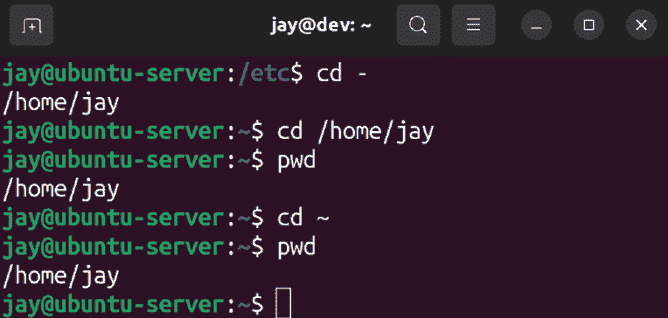 jay@dev: ~
jay@ubuntu-server:/etc$ cd -
/home/jay
jay@ubuntu-server:~$ cd /home/jay
jay@ubuntu-server:~$ pwd
/home/jay
jay@ubuntu-server:~$ cd ~
jay@ubuntu-server:~$ pwd
/home/jay
jay@ubuntu-server:~$